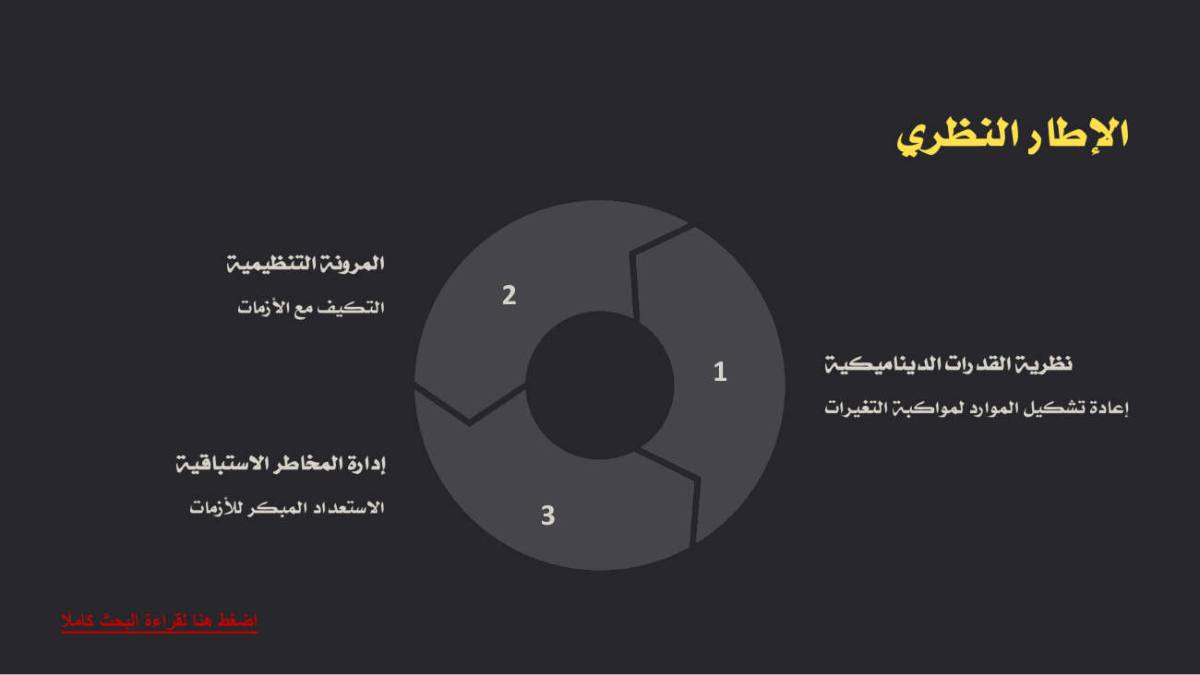 الإطار النظري
1
نظرية القدرات الديناميكية
إعادة تشكيل الموارد لمواكبة التغيرات
2
المرونة التنظيمية
التكيف مع الأزمات
3
إدارة المخاطر الاستباقية
الاستعداد المبكر للأزمات
اضغط هنا لقراءة البحث كاملًا